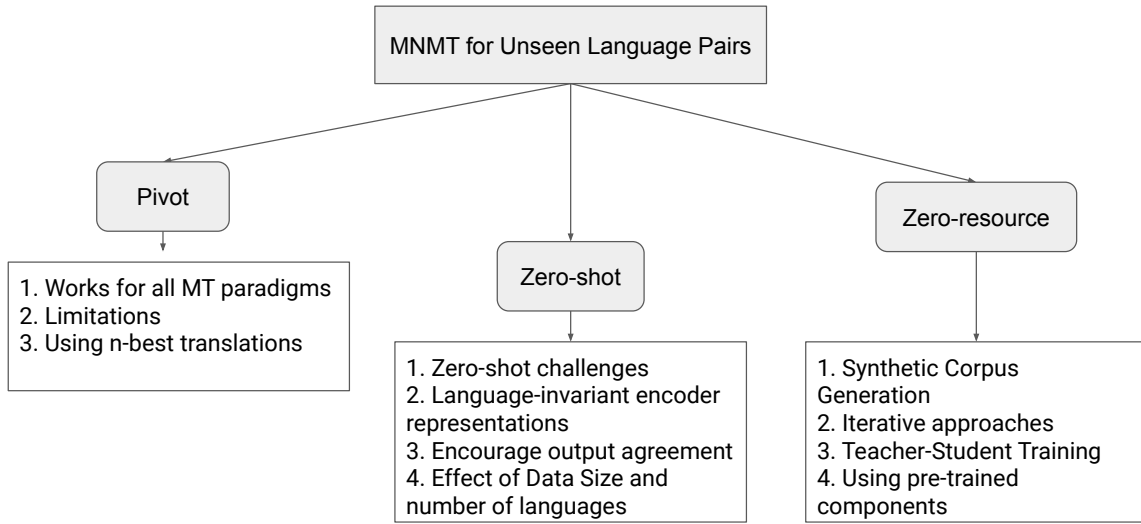 MNMT for Unseen Language Pairs
Pivot
1. Works for all MT paradigms
2. Limitations
3. Using n-best translations
Zero-shot
1. Zero-shot challenges
2. Language-invariant encoder
representations
3. Encourage output agreement
4. Effect of Data Size and
number of languages
Zero-resource
1. Synthetic Corpus
Generation
2. Iterative approaches
3. Teacher-Student Training
4. Using pre-trained
components